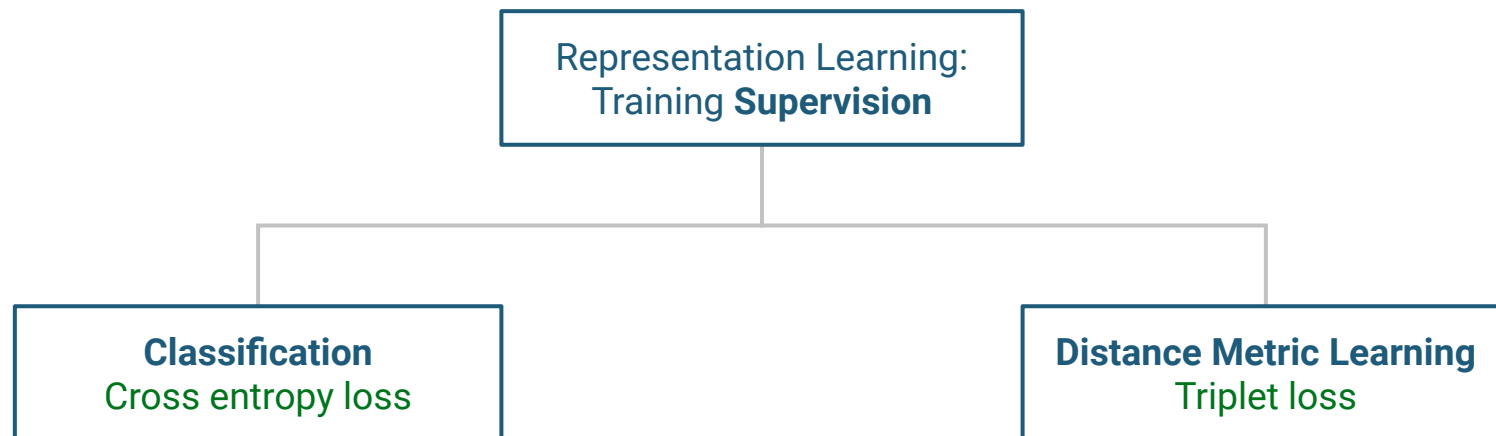 Representation Learning:
Training Supervision
Classification
Cross entropy loss
Distance Metric Learning
Triplet loss